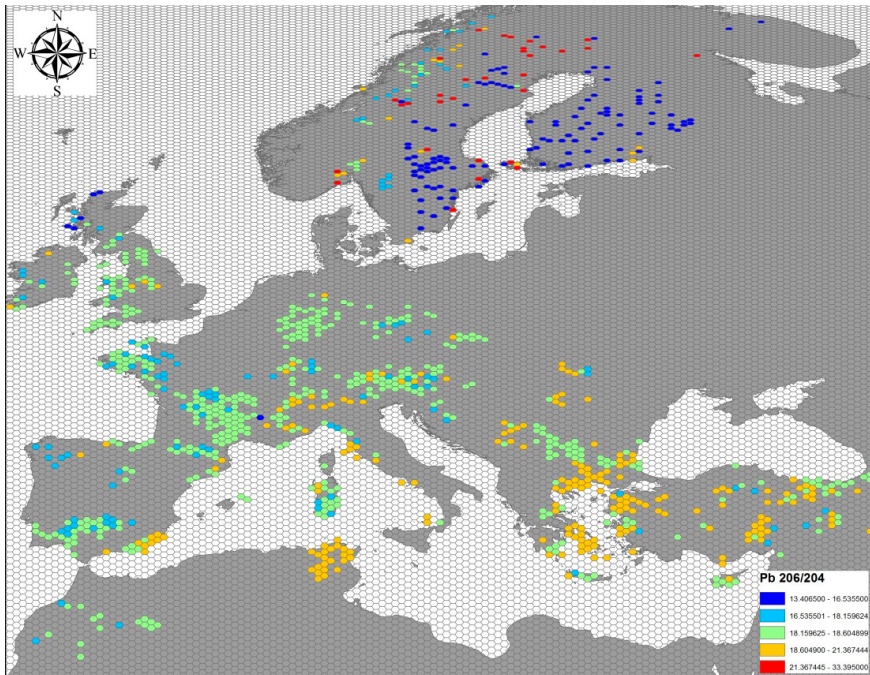 N
W E
S
Pb 206/204
13.406500 - 16.535500
16.535501 - 18.159624
18.159625 - 18.604899
18.604900 - 21.367444
21.367445 - 33.395000